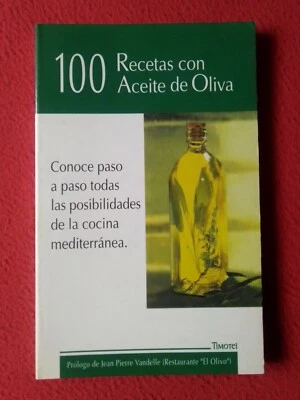 100 Recetas con
Aceite de Oliva
Conoce paso
a paso todas
las posibilidades
de la cocina
mediterránea.
TIMOTEI
Prólogo de Jean Pierre Vandelle (Restaurante "El Olivo")